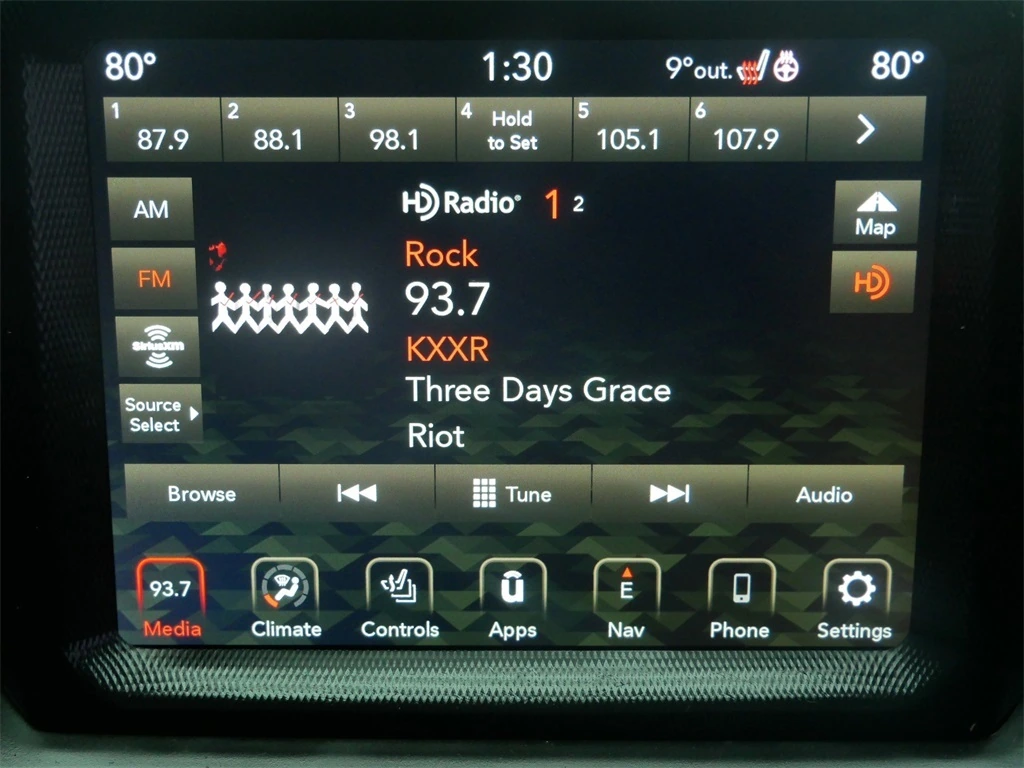 80° 1:30 9°out. 80°
1 87.9 2 88.1 3 98.1 4 Hold to Set 5 105.1 6 107.9
AM
HD Radio® 1 2
Map
Rock
FM
93.7
HD
SiriusXM
KXXR
Source Select
Three Days Grace
Riot
Browse Tune Audio
93.7 u E
Media Climate Controls Apps Nav Phone Settings